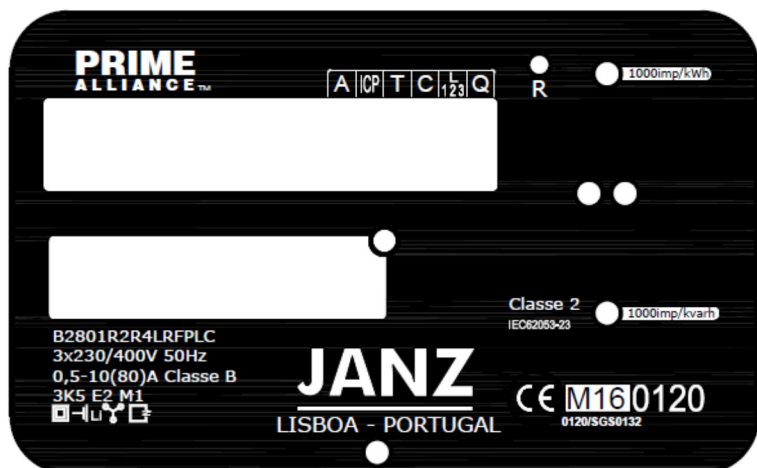 PRIME
ALLIANCE™
A ICP T C L123 Q
R
1000imp/kWh
Classe 2
IEC62053-23
1000imp/kvarh
B2801R2R4LRFPLC
3x230/400V 50Hz
0,5-10(80)A Classe B
3K5 E2 M1
Li
JANZ
LISBOA - PORTUGAL
CE M16 0120
0120/SGS0132